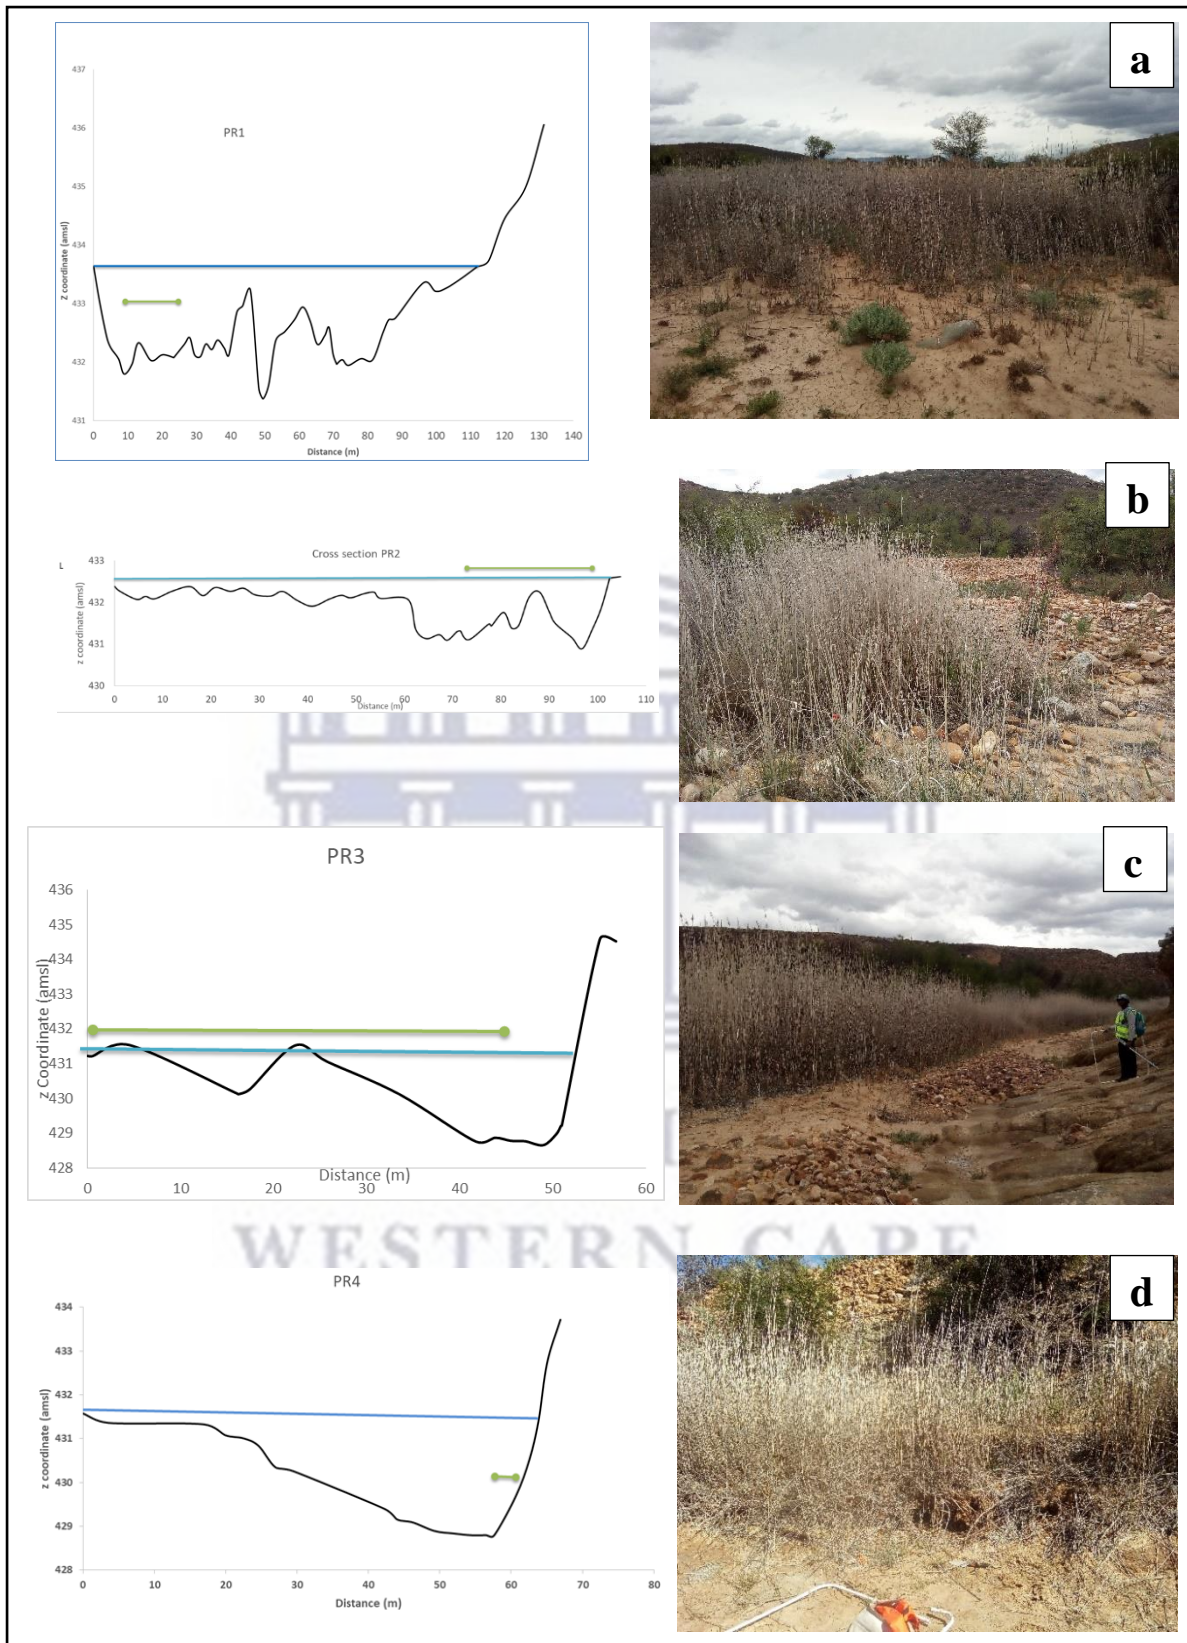 PR1
Z coordinate (amsl)
437
436
435
434
433
432
431
0 10 20 30 40 50 60 70 80 90 100 110 120 130 140
Distance (m)
a
Cross section PR2
L
z coordinate (amsl)
433
432
431
430
0 10 20 30 40 50 60 70 80 90 100 110
Distance (m)
b
PR3
z Coordinate (amsl)
436
435
434
433
432
431
430
429
428
Distance (m)
0 10 20 30 40 50 60
c
WESTERN CAPE
PR4
z coordinate (amsl)
434
433
432
431
430
429
428
0 10 20 30 40 50 60 70 80
Distance (m)
d